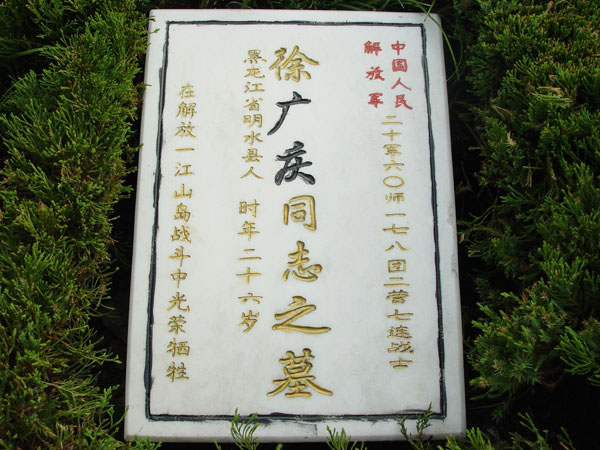 中国人民
解放军
二十军六〇师一七八团二营七连战士
徐广庆同志之墓
黑龙江省明水县人 时年二十六岁
在解放一江山岛战斗中光荣牺牲